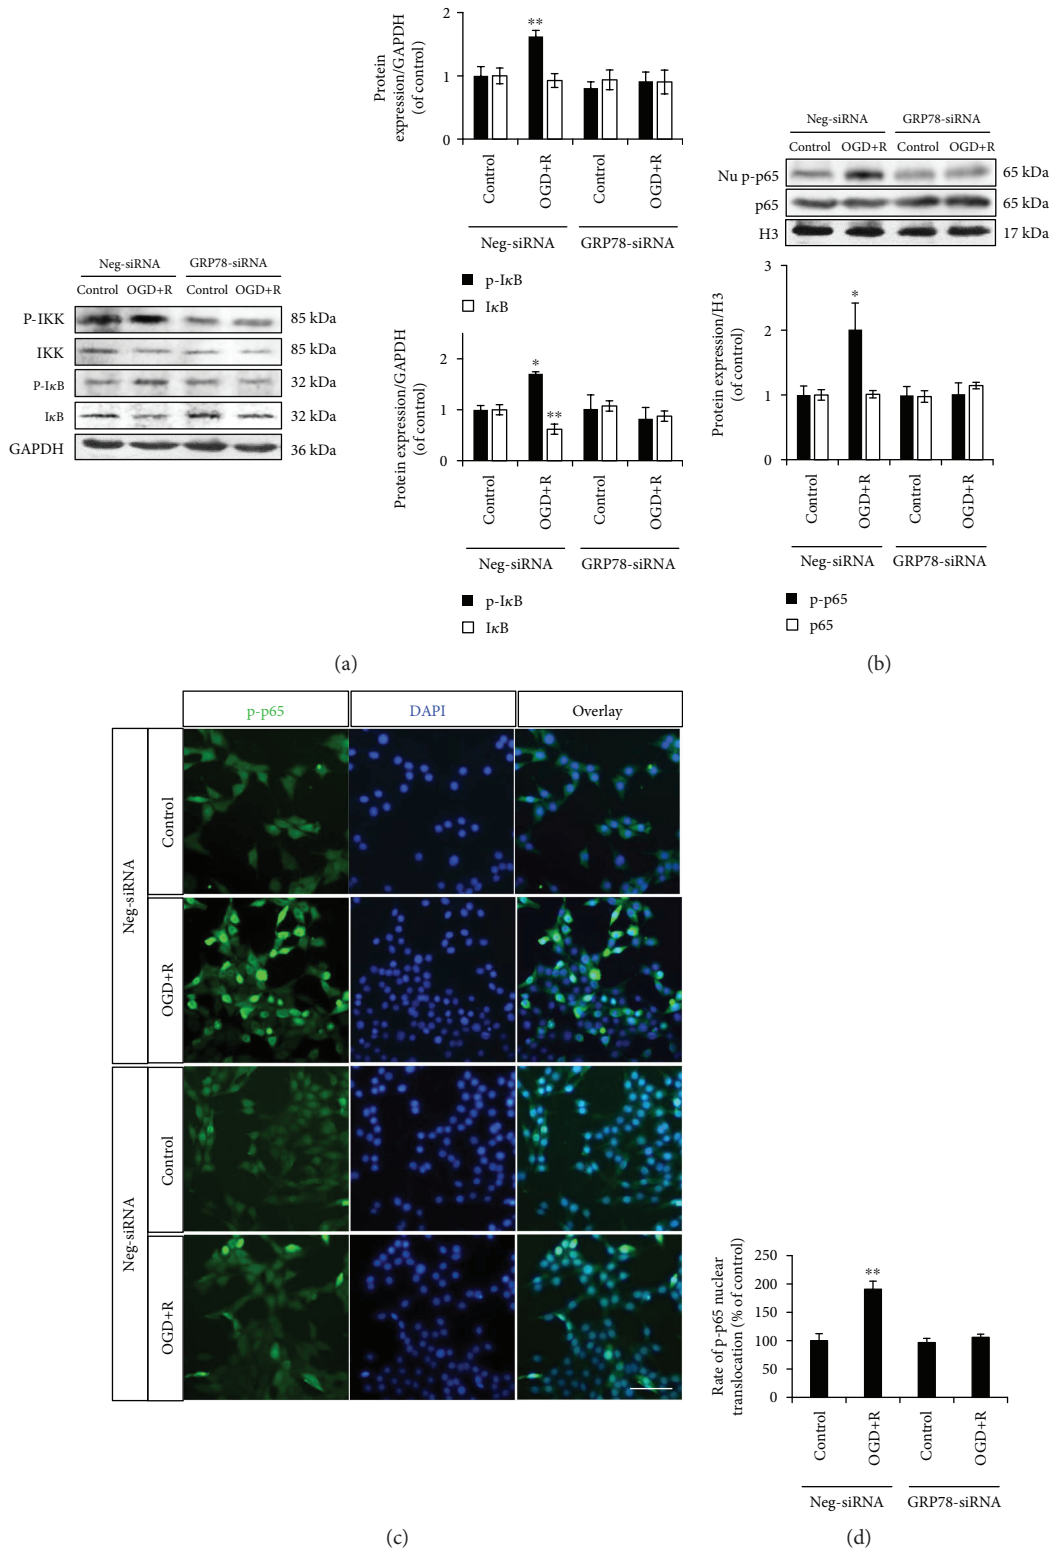 Neg-siRNA GRP78-siRNA
Control OGD+R Control OGD+R
P-IKK 85 kDa
IKK 85 kDa
P-IκB 32 kDa
IκB 32 kDa
GAPDH 36 kDa
Protein
expression/GAPDH
(of control)
2
1
0
**
Control
OGD+R
Control
OGD+R
Neg-siRNA GRP78-siRNA
p-IκB
IκB
Protein expression/GAPDH
(of control)
2
1
0
*
**
Control
OGD+R
Control
OGD+R
Neg-siRNA GRP78-siRNA
p-IκB
IκB
(a)
Neg-siRNA GRP78-siRNA
Control OGD+R Control OGD+R
Nu p-p65 65 kDa
p65 65 kDa
H3 17 kDa
Protein expression/H3
(of control)
3
2
1
0
*
Control
OGD+R
Control
OGD+R
Neg-siRNA GRP78-siRNA
p-p65
p65
(b)
p-p65 DAPI Overlay
Neg-siRNA
Control
OGD+R
Neg-siRNA
Control
OGD+R
(c)
Rate of p-p65 nuclear
translocation (% of control)
250
200
150
100
50
0
**
Control
OGD+R
Control
OGD+R
Neg-siRNA GRP78-siRNA
(d)